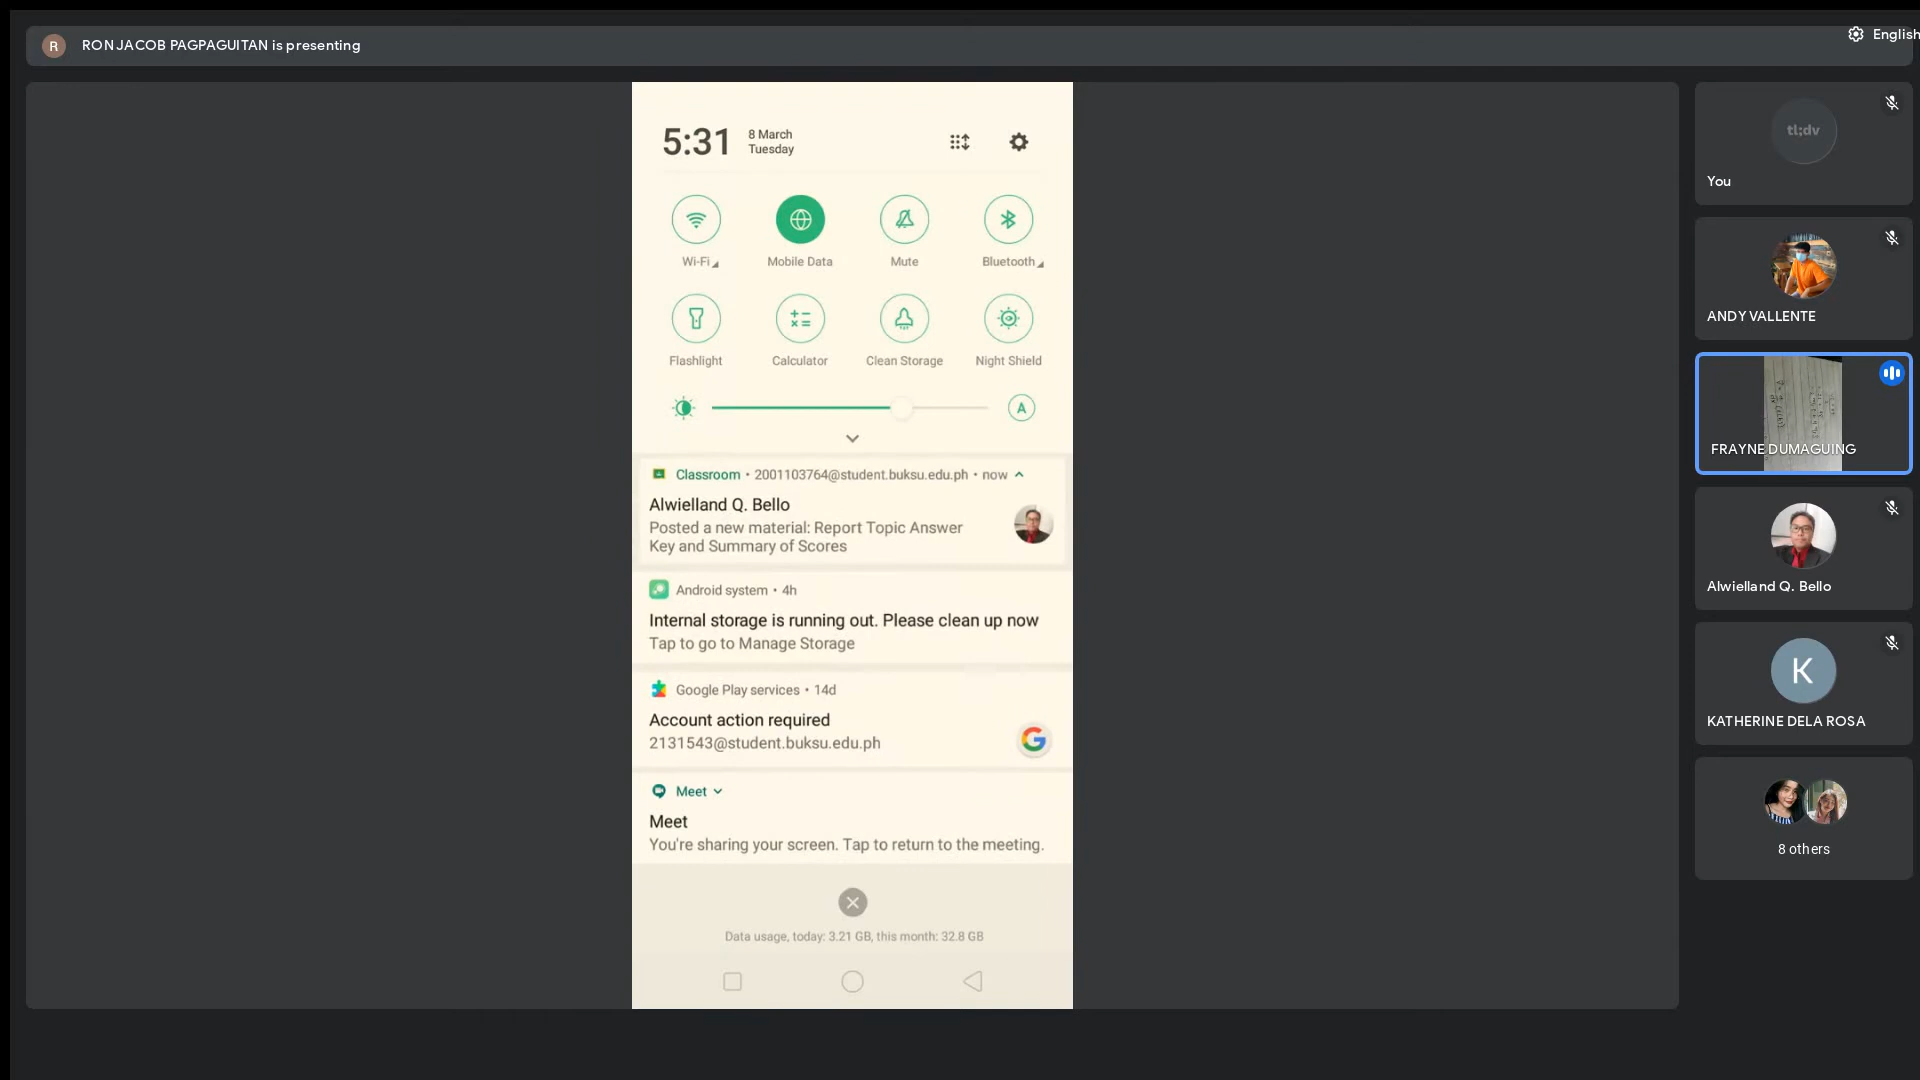 R RON JACOB PAGPAGUITAN is presenting
English
5:31 8 March
Tuesday
Wi-Fi Mobile Data Mute Bluetooth
Flashlight Calculator Clean Storage Night Shield
A
Classroom • 2001103764@student.buksu.edu.ph • now
Alwielland Q. Bello
Posted a new material: Report Topic Answer
Key and Summary of Scores
Android system • 4h
Internal storage is running out. Please clean up now
Tap to go to Manage Storage
Google Play services • 14d
Account action required
2131543@student.buksu.edu.ph
G
Meet
Meet
You're sharing your screen. Tap to return to the meeting.
Data usage, today: 3.21 GB, this month: 32.8 GB
tl;dv
You
ANDY VALLENTE
FRAYNE DUMAGUING
Alwielland Q. Bello
K
KATHERINE DELA ROSA
8 others